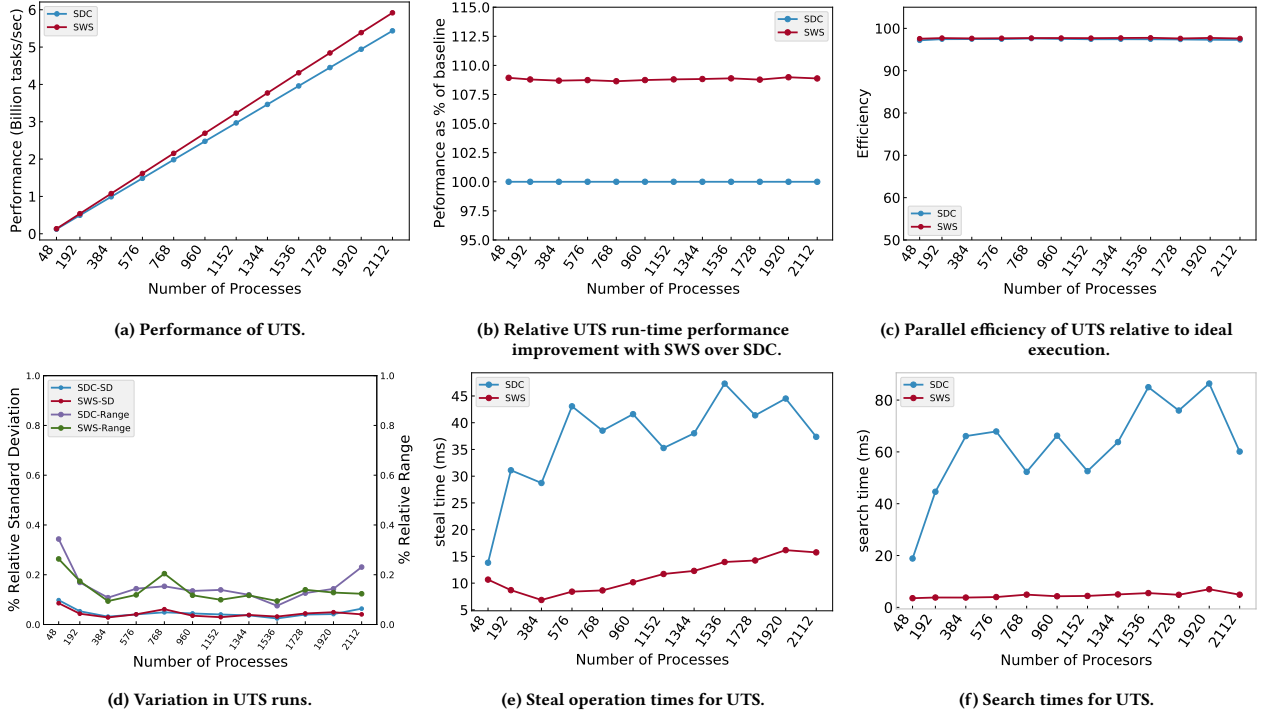 SDC
SWS
Performance (Billion tasks/sec)
6
5
4
3
2
1
0
48 192 384 576 768 960 1152 1344 1536 1728 1920 2112
Number of Processes
(a) Performance of UTS.
SDC
SWS
Peformance as % of baseline
115.0
112.5
110.0
107.5
105.0
102.5
100.0
97.5
95.0
48 192 384 576 768 960 1152 1344 1536 1728 1920 2112
Number of Processes
(b) Relative UTS run-time performance
improvement with SWS over SDC.
Efficiency
100
90
80
70
60
50
SDC
SWS
48 192 384 576 768 960 1152 1344 1536 1728 1920 2112
Number of Processes
(c) Parallel efficiency of UTS relative to ideal
execution.
SDC-SD
SWS-SD
SDC-Range
SWS-Range
% Relative Standard Deviation
1.0
0.8
0.6
0.4
0.2
0.0
% Relative Range
1.0
0.8
0.6
0.4
0.2
0.0
48 192 384 576 768 960 1152 1344 1536 1728 1920 2112
Number of Processes
(d) Variation in UTS runs.
SDC
SWS
steal time (ms)
45
40
35
30
25
20
15
10
5
48 192 384 576 768 960 1152 1344 1536 1728 1920 2112
Number of Processes
(e) Steal operation times for UTS.
SDC
SWS
search time (ms)
80
60
40
20
0
48 192 384 576 768 960 1152 1344 1536 1728 1920 2112
Number of Procesors
(f) Search times for UTS.